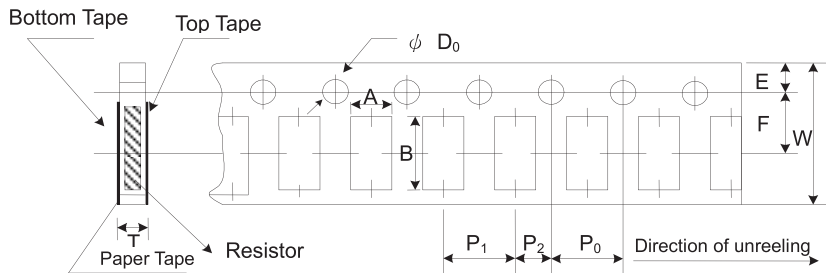 Bottom Tape
Top Tape
ϕ D0
A
E
F
W
B
T
P1
P2
P0
Paper Tape
Resistor
Direction of unreeling